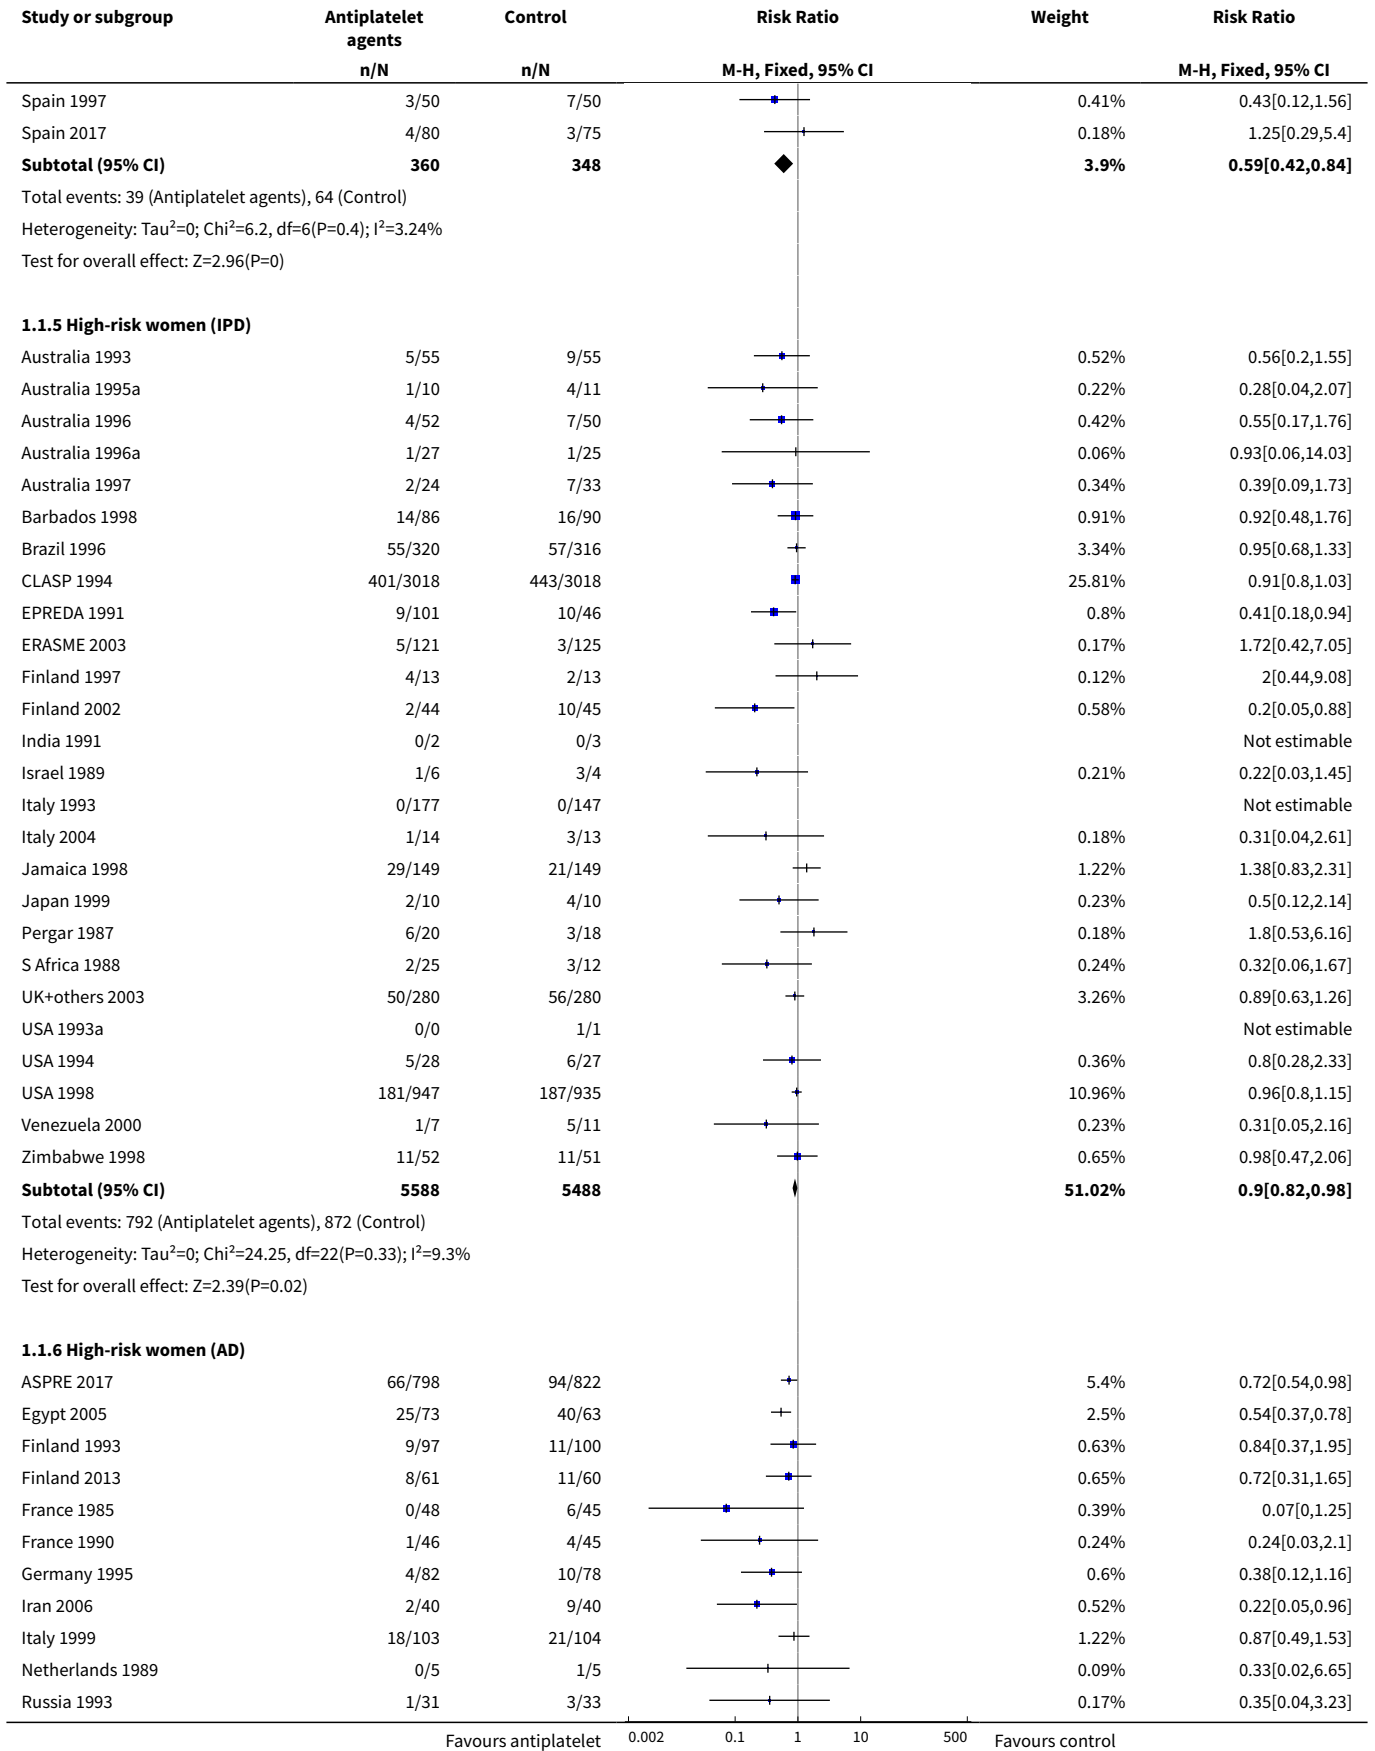 Study or subgroup Antiplatelet agents Control Risk Ratio Weight Risk Ratio
n/N n/N M-H, Fixed, 95% CI M-H, Fixed, 95% CI
Spain 1997 3/50 7/50 0.41% 0.43[0.12,1.56]
Spain 2017 4/80 3/75 0.18% 1.25[0.29,5.4]
Subtotal (95% CI) 360 348 3.9% 0.59[0.42,0.84]
Total events: 39 (Antiplatelet agents), 64 (Control)
Heterogeneity: Tau²=0; Chi²=6.2, df=6(P=0.4); I²=3.24%
Test for overall effect: Z=2.96(P=0)
1.1.5 High-risk women (IPD)
Australia 1993 5/55 9/55 0.52% 0.56[0.2,1.55]
Australia 1995a 1/10 4/11 0.22% 0.28[0.04,2.07]
Australia 1996 4/52 7/50 0.42% 0.55[0.17,1.76]
Australia 1996a 1/27 1/25 0.06% 0.93[0.06,14.03]
Australia 1997 2/24 7/33 0.34% 0.39[0.09,1.73]
Barbados 1998 14/86 16/90 0.91% 0.92[0.48,1.76]
Brazil 1996 55/320 57/316 3.34% 0.95[0.68,1.33]
CLASP 1994 401/3018 443/3018 25.81% 0.91[0.8,1.03]
EPREDA 1991 9/101 10/46 0.8% 0.41[0.18,0.94]
ERASME 2003 5/121 3/125 0.17% 1.72[0.42,7.05]
Finland 1997 4/13 2/13 0.12% 2[0.44,9.08]
Finland 2002 2/44 10/45 0.58% 0.2[0.05,0.88]
India 1991 0/2 0/3 Not estimable
Israel 1989 1/6 3/4 0.21% 0.22[0.03,1.45]
Italy 1993 0/177 0/147 Not estimable
Italy 2004 1/14 3/13 0.18% 0.31[0.04,2.61]
Jamaica 1998 29/149 21/149 1.22% 1.38[0.83,2.31]
Japan 1999 2/10 4/10 0.23% 0.5[0.12,2.14]
Pergar 1987 6/20 3/18 0.18% 1.8[0.53,6.16]
S Africa 1988 2/25 3/12 0.24% 0.32[0.06,1.67]
UK+others 2003 50/280 56/280 3.26% 0.89[0.63,1.26]
USA 1993a 0/0 1/1 Not estimable
USA 1994 5/28 6/27 0.36% 0.8[0.28,2.33]
USA 1998 181/947 187/935 10.96% 0.96[0.8,1.15]
Venezuela 2000 1/7 5/11 0.23% 0.31[0.05,2.16]
Zimbabwe 1998 11/52 11/51 0.65% 0.98[0.47,2.06]
Subtotal (95% CI) 5588 5488 51.02% 0.9[0.82,0.98]
Total events: 792 (Antiplatelet agents), 872 (Control)
Heterogeneity: Tau²=0; Chi²=24.25, df=22(P=0.33); I²=9.3%
Test for overall effect: Z=2.39(P=0.02)
1.1.6 High-risk women (AD)
ASPRE 2017 66/798 94/822 5.4% 0.72[0.54,0.98]
Egypt 2005 25/73 40/63 2.5% 0.54[0.37,0.78]
Finland 1993 9/97 11/100 0.63% 0.84[0.37,1.95]
Finland 2013 8/61 11/60 0.65% 0.72[0.31,1.65]
France 1985 0/48 6/45 0.39% 0.07[0,1.25]
France 1990 1/46 4/45 0.24% 0.24[0.03,2.1]
Germany 1995 4/82 10/78 0.6% 0.38[0.12,1.16]
Iran 2006 2/40 9/40 0.52% 0.22[0.05,0.96]
Italy 1999 18/103 21/104 1.22% 0.87[0.49,1.53]
Netherlands 1989 0/5 1/5 0.09% 0.33[0.02,6.65]
Russia 1993 1/31 3/33 0.17% 0.35[0.04,3.23]
Favours antiplatelet 0.002 0.1 1 10 500 Favours control